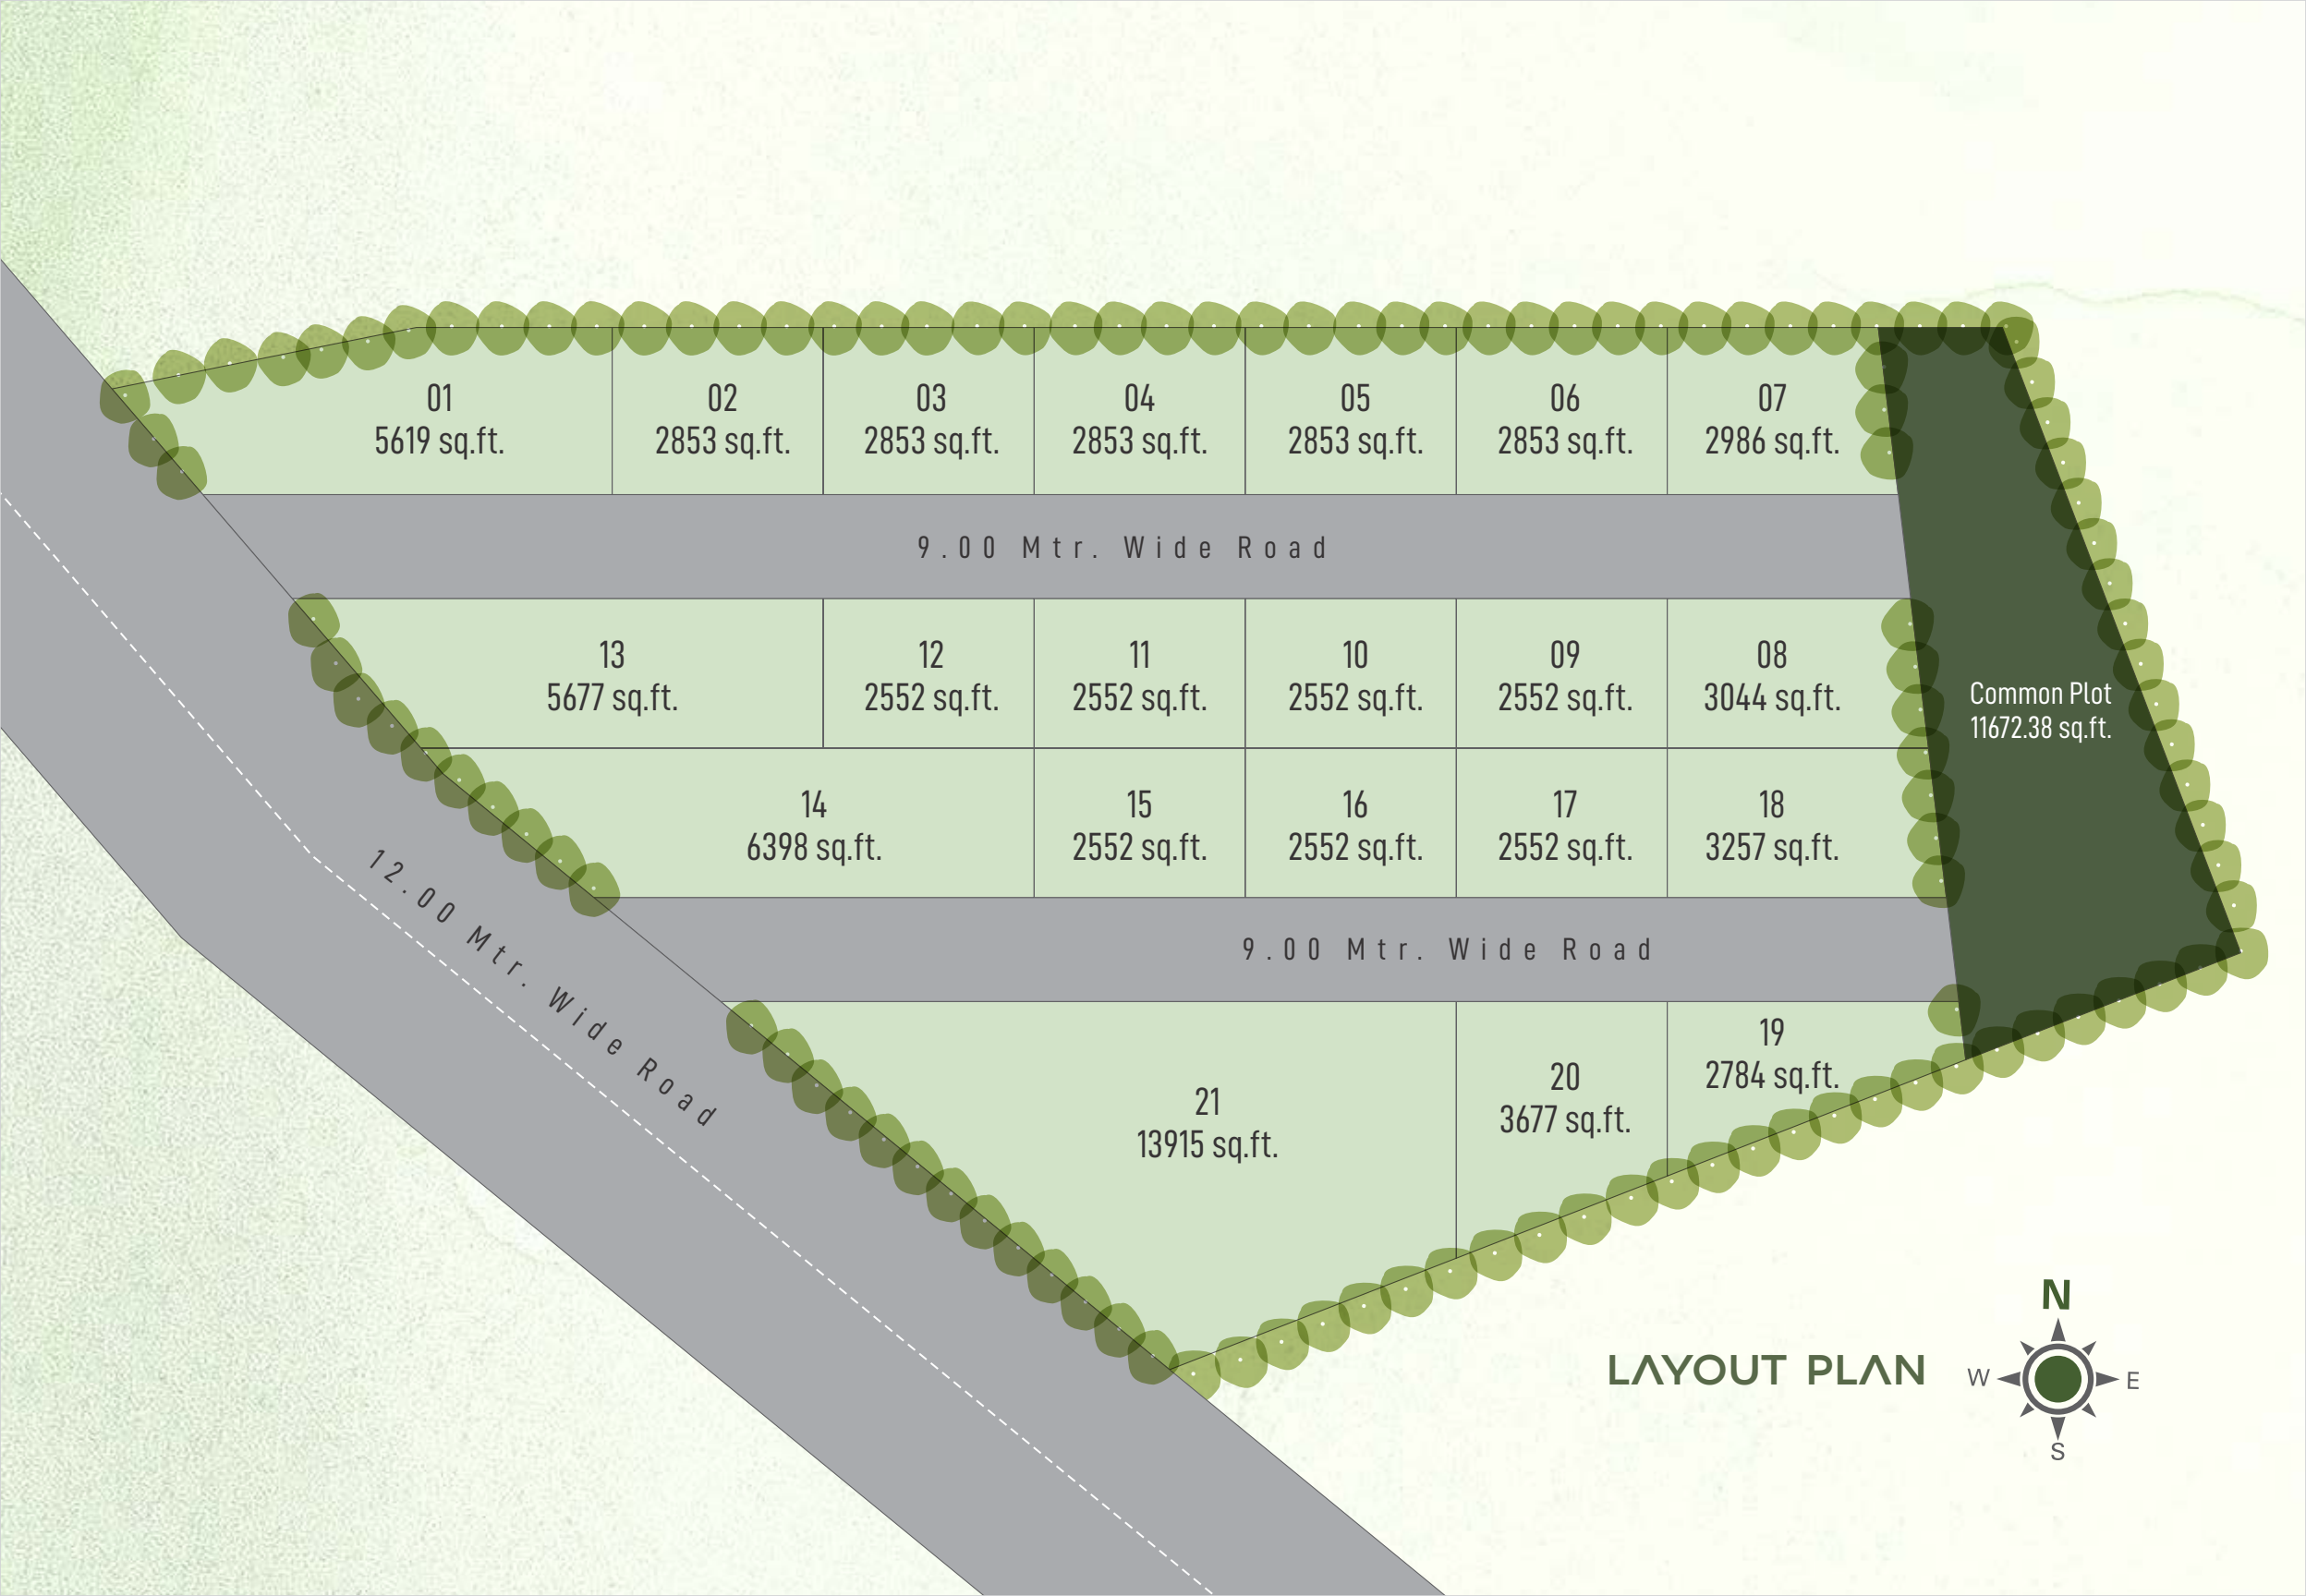 01
5619 sq.ft.
02
2853 sq.ft.
03
2853 sq.ft.
04
2853 sq.ft.
05
2853 sq.ft.
06
2853 sq.ft.
07
2986 sq.ft.
9.00 Mtr. Wide Road
13
5677 sq.ft.
12
2552 sq.ft.
11
2552 sq.ft.
10
2552 sq.ft.
09
2552 sq.ft.
08
3044 sq.ft.
Common Plot
11672.38 sq.ft.
14
6398 sq.ft.
15
2552 sq.ft.
16
2552 sq.ft.
17
2552 sq.ft.
18
3257 sq.ft.
12.00 Mtr. Wide Road
9.00 Mtr. Wide Road
21
13915 sq.ft.
20
3677 sq.ft.
19
2784 sq.ft.
LAYOUT PLAN
N
W
E
S